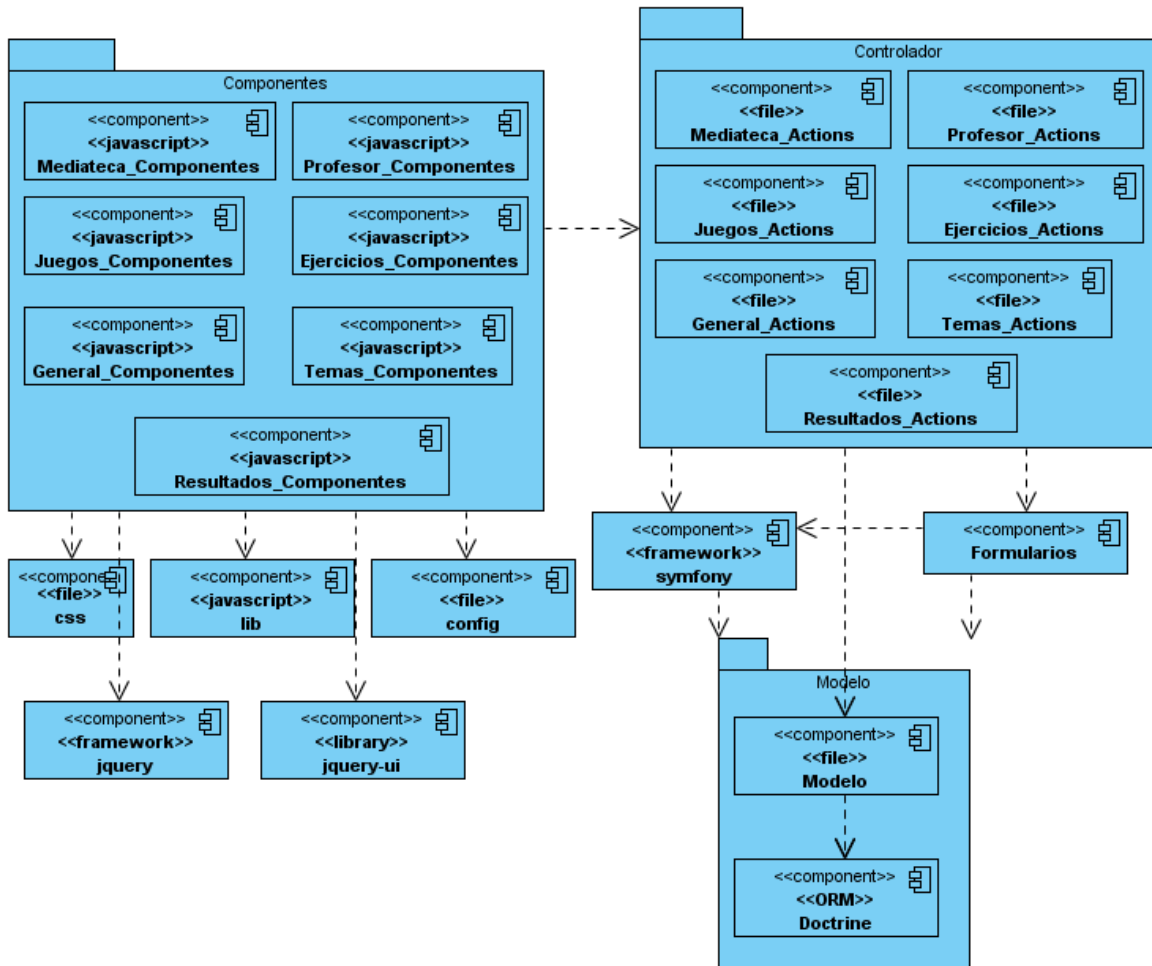 Componentes
<<component>>
<<javascript>>
Mediateca_Componentes
<<component>>
<<javascript>>
Profesor_Componentes
<<component>>
<<javascript>>
Juegos_Componentes
<<component>>
<<javascript>>
Ejercicios_Componentes
<<component>>
<<javascript>>
General_Componentes
<<component>>
<<javascript>>
Temas_Componentes
<<component>>
<<javascript>>
Resultados_Componentes
Controlador
<<component>>
<<file>>
Mediateca_Actions
<<component>>
<<file>>
Profesor_Actions
<<component>>
<<file>>
Juegos_Actions
<<component>>
<<file>>
Ejercicios_Actions
<<component>>
<<file>>
General_Actions
<<component>>
<<file>>
Temas_Actions
<<component>>
<<file>>
Resultados_Actions
<<component
<<file>>
css
<<component>>
<<javascript>>
lib
<<component>>
<<file>>
config
<<component>>
<<framework>>
symfony
<<component>>
Formularios
<<component>>
<<framework>>
jquery
<<component>>
<<library>>
jquery-ui
Modelo
<<component>>
<<file>>
Modelo
<<component>>
<<ORM>>
Doctrine